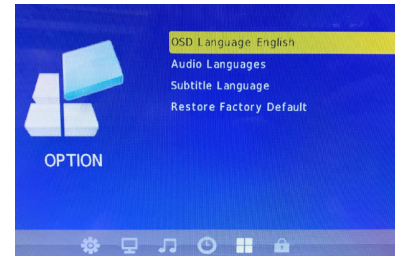 OSD Language English
Audio Languages
Subtitle Language
Restore Factory Default
OPTION